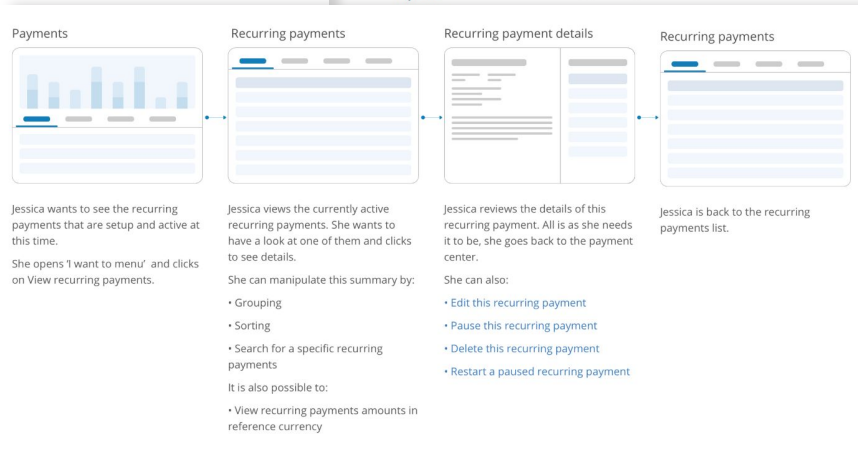 Payments
Jessica wants to see the recurring
payments that are setup and active at
this time.
She opens 'I want to menu'  and clicks
on View recurring payments.
Recurring payments
Jessica views the currently active
recurring payments. She wants to
have a look at one of them and clicks
to see details.
She can manipulate this summary by:
• Grouping
• Sorting
• Search for a specific recurring
payments
It is also possible to:
• View recurring payments amounts in
reference currency
Recurring payment details
Jessica reviews the details of this
recurring payment. All is as she needs
it to be, she goes back to the payment
center.
She can also:
• Edit this recurring payment
• Pause this recurring payment
• Delete this recurring payment
• Restart a paused recurring payment
Recurring payments
Jessica is back to the recurring
payments list.